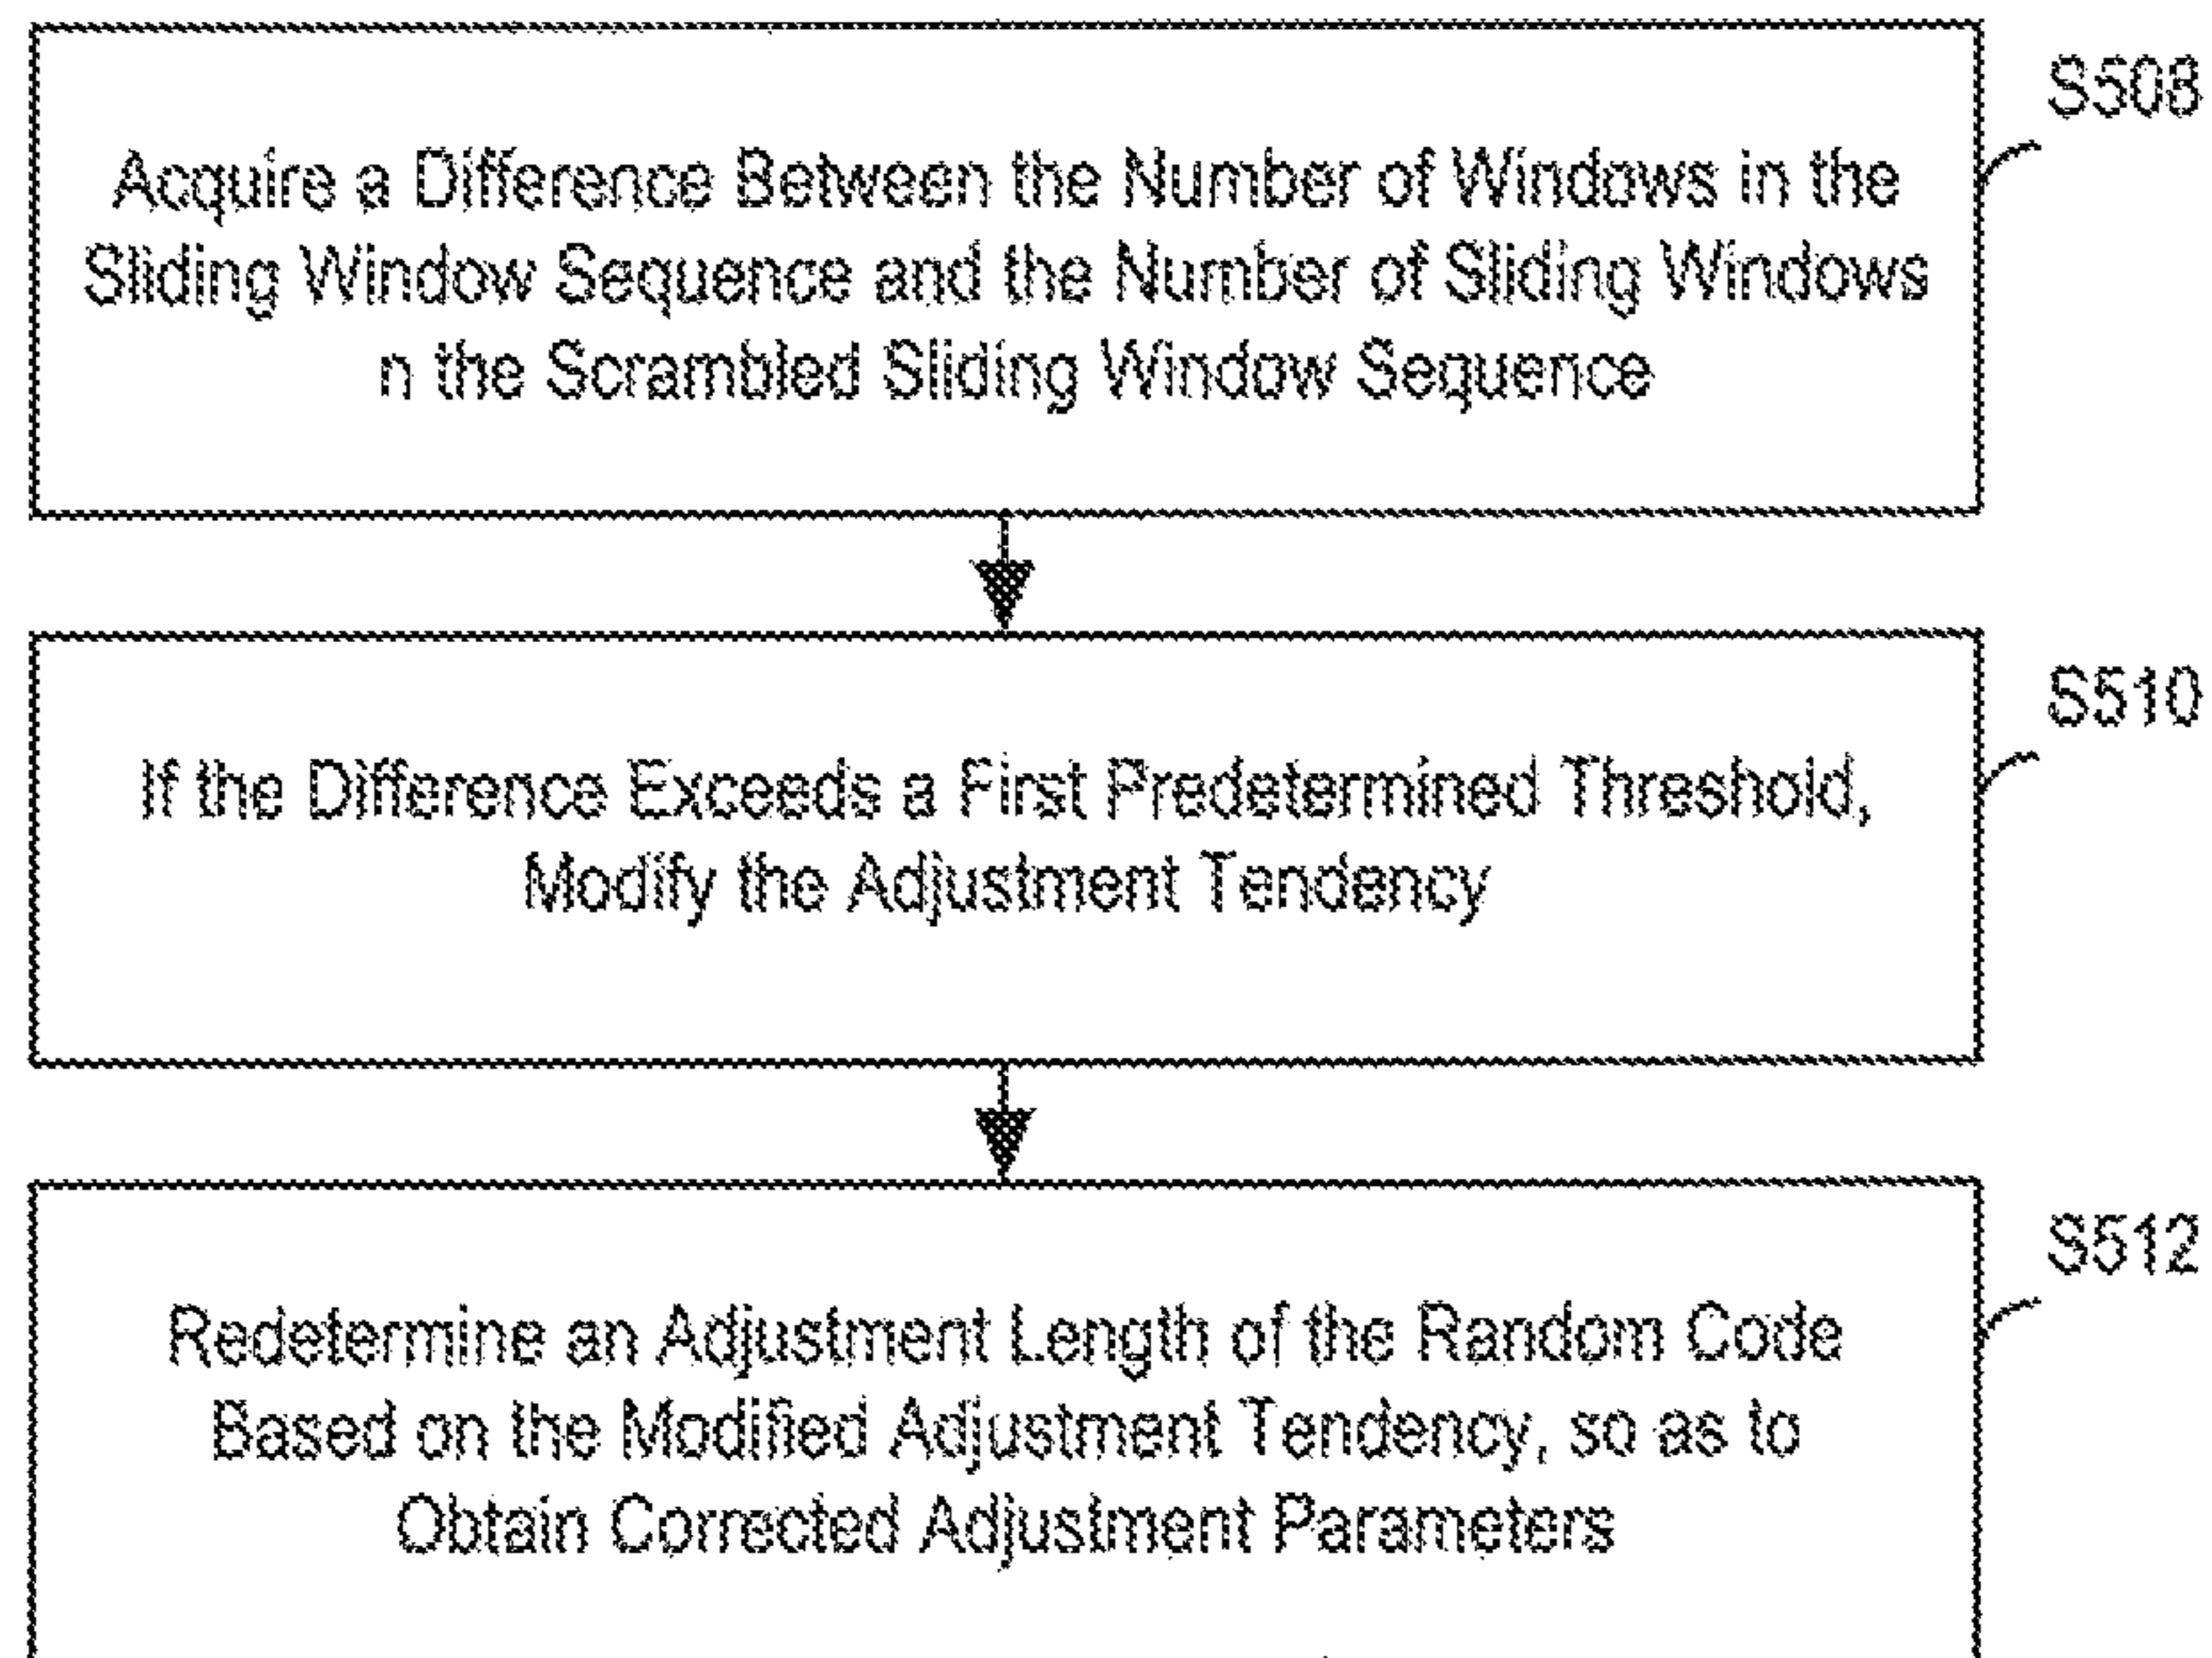 S508
Acquire a Difference Between the Number of Windows in the
Sliding Window Sequence and the Number of Sliding Windows
n the Scrambled Sliding Window Sequence
S510
If the Difference Exceeds a First Predetermined Threshold,
Modify the Adjustment Tendency
S512
Redetermine an Adjustment Length of the Random Code
Based on the Modified Adjustment Tendency, so as to
Obtain Corrected Adjustment Parameters